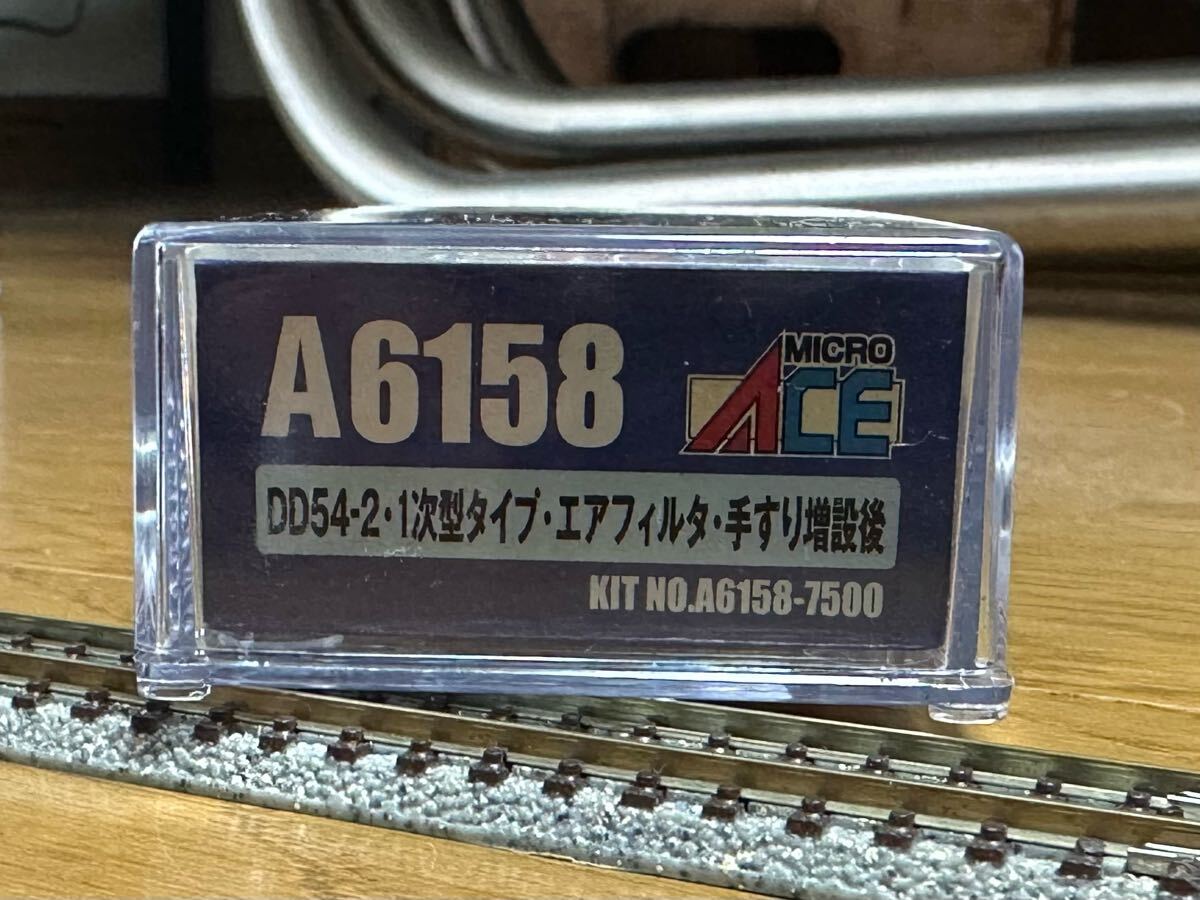 A6158
MICRO
ACE
DD54-2・1次型タイプ・エアフィルタ・手すり増設後
KIT NO.A6158-7500